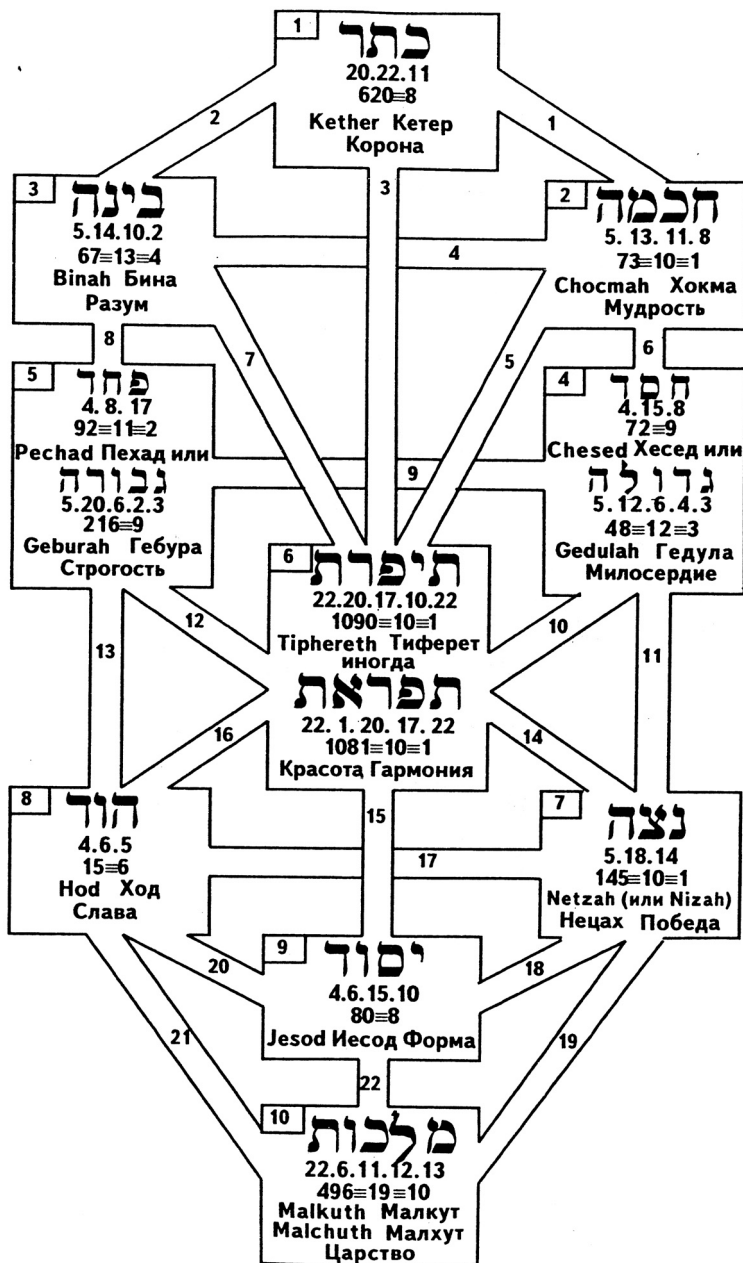 1
כתר
20.22.11
620≡8
Kether Кетер
Корона
2
1
3
3
בינה
5.14.10.2
67≡13≡4
Binah Бина
Разум
2
חכמה
5. 13. 11. 8
73≡10≡1
Chocmah Хокма
Мудрость
4
8
7
5
6
5
פחד
4. 8. 17
92≡11≡2
Pechad Пехад или
גבורה
5.20.6.2.3
216≡9
Geburah Гебура
Строгость
4
חסד
4.15.8
72≡9
Chesed Хесед или
גדולה
5.12.6.4.3
48≡12≡3
Gedulah Гедула
Милосердие
9
6
תיפרת
22.20.17.10.22
1090≡10≡1
Tiphereth Тиферет
иногда
תפראת
22. 1. 20. 17. 22
1081≡10≡1
Красота Гармония
12
10
13
11
16
14
15
8
הוד
4.6.5
15≡6
Hod Ход
Слава
7
נצה
5.18.14
145≡10≡1
Netzah (или Nizah)
Нецах Победа
17
9
יסוד
4.6.15.10
80≡8
Jesod Иесод Форма
20
18
21
19
22
10
מלכות
22.6.11.12.13
496≡19≡10
Malkuth Малкут
Malchuth Малхут
Царство